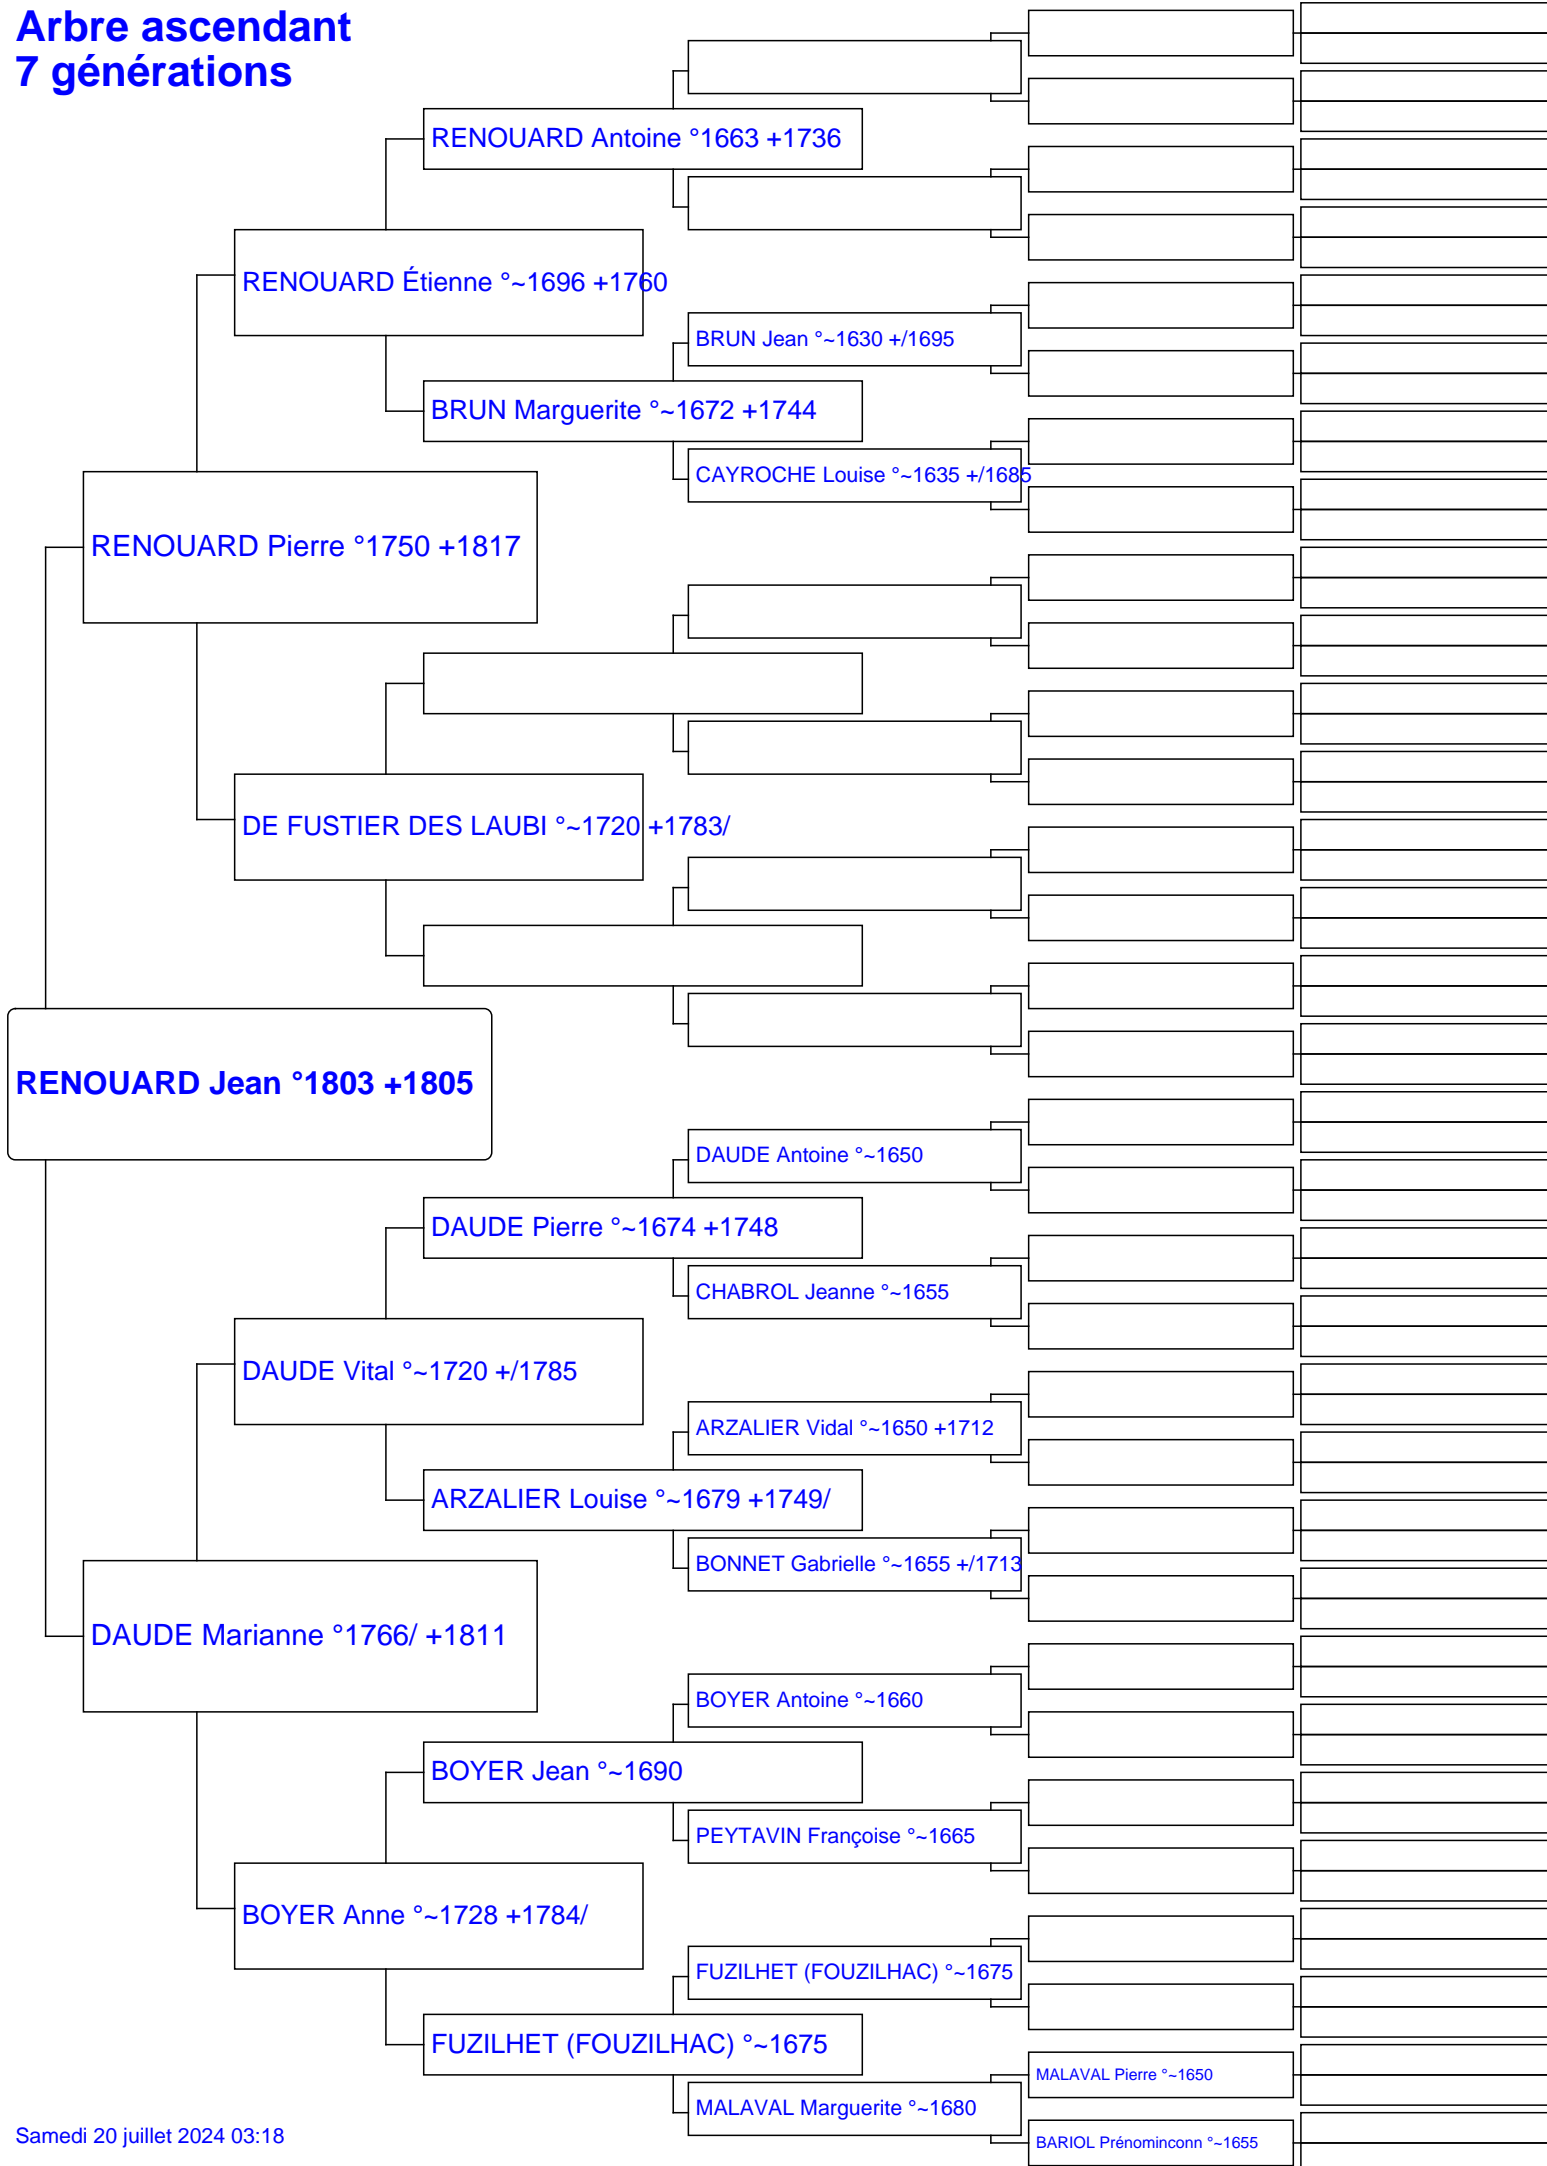 Arbre ascendant
7 générations
RENOUARD Antoine °1663 +1736
RENOUARD Étienne °~1696 +1760
BRUN Jean °~1630 +/1695
BRUN Marguerite °~1672 +1744
CAYROCHE Louise °~1635 +/1685
RENOUARD Pierre °1750 +1817
DE FUSTIER DES LAUBI °~1720 +1783/
RENOUARD Jean °1803 +1805
DAUDE Antoine °~1650
DAUDE Pierre °~1674 +1748
CHABROL Jeanne °~1655
DAUDE Vital °~1720 +/1785
ARZALIER Vidal °~1650 +1712
ARZALIER Louise °~1679 +1749/
BONNET Gabrielle °~1655 +/1713
DAUDE Marianne °1766/ +1811
BOYER Antoine °~1660
BOYER Jean °~1690
PEYTAVIN Françoise °~1665
BOYER Anne °~1728 +1784/
FUZILHET (FOUZILHAC) °~1675
FUZILHET (FOUZILHAC) °~1675
MALAVAL Pierre °~1650
MALAVAL Marguerite °~1680
BARIOL Prénominconn °~1655
Samedi 20 juillet 2024 03:18